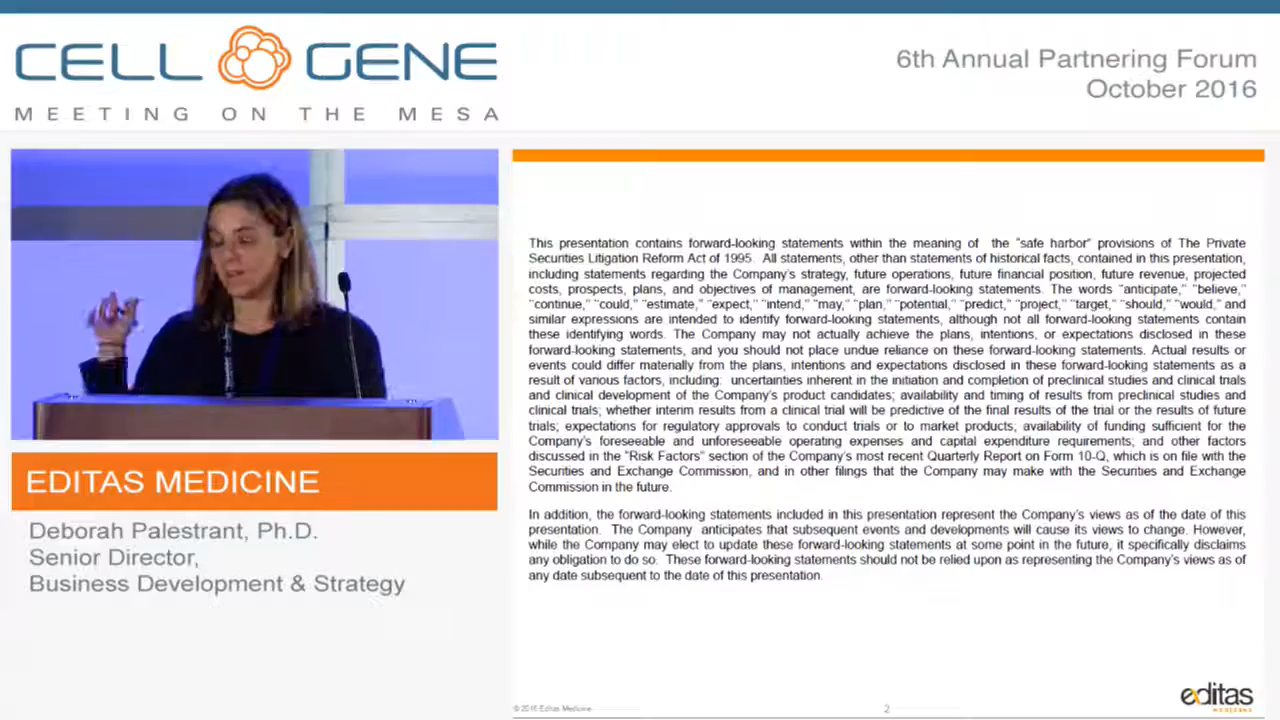 CELL GENE
MEETING ON THE MESA
6th Annual Partnering Forum
October 2016
EDITAS MEDICINE
Deborah Palestrant, Ph.D.
Senior Director,
Business Development & Strategy
This presentation contains forward-looking statements within the meaning of the "safe harbor" provisions of The Private
Securities Litigation Reform Act of 1995. All statements, other than statements of historical facts, contained in this presentation,
including statements regarding the Company's strategy, future operations, future financial position, future revenue, projected
costs, prospects, plans, and objectives of management, are forward-looking statements. The words "anticipate," "believe,"
"continue," "could," "estimate," "expect," "intend," "may," "plan," "potential," "predict," "project," "target," "should," "would," and
similar expressions are intended to identify forward-looking statements, although not all forward-looking statements contain
these identifying words. The Company may not actually achieve the plans, intentions, or expectations disclosed in these
forward-looking statements, and you should not place undue reliance on these forward-looking statements. Actual results or
events could differ materially from the plans, intentions and expectations disclosed in these forward-looking statements as a
result of various factors, including: uncertainties inherent in the initiation and completion of preclinical studies and clinical trials
and clinical development of the Company's product candidates; availability and timing of results from preclinical studies and
clinical trials; whether interim results from a clinical trial will be predictive of the final results of the trial or the results of future
trials; expectations for regulatory approvals to conduct trials or to market products; availability of funding sufficient for the
Company's foreseeable and unforeseeable operating expenses and capital expenditure requirements; and other factors
discussed in the "Risk Factors" section of the Company's most recent Quarterly Report on Form 10-Q, which is on file with the
Securities and Exchange Commission, and in other filings that the Company may make with the Securities and Exchange
Commission in the future.
In addition, the forward-looking statements included in this presentation represent the Company's views as of the date of this
presentation. The Company anticipates that subsequent events and developments will cause its views to change. However,
while the Company may elect to update these forward-looking statements at some point in the future, it specifically disclaims
any obligation to do so. These forward-looking statements should not be relied upon as representing the Company's views as of
any date subsequent to the date of this presentation.
© 2016 Editas Medicine
2
editas
MEDICINE